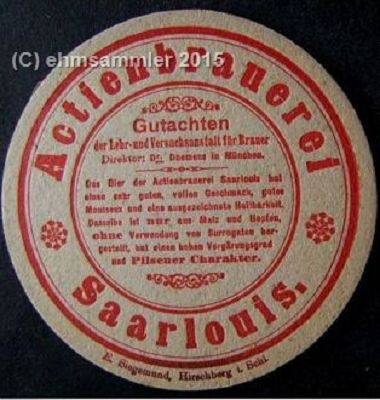 (C) ehmsammler 2015
Actienbrauerei
Gutachten
der Lehr- und Versuchsanstalt für Brauer
Direktor: Dr. Doemens in München.
Das Bier der Actienbrauerei Saarlouis hat
einen sehr guten, vollen Geschmack, gutes
Mousseux und eine ausgezeichnete Haltbarkeit.
Dasselbe ist nur aus Malz und Hopfen,
ohne Verwendung von Surrogaten her-
gestellt, hat einen hohen Vergärungsgrad
und Pilsener Charakter.
Saarlouis.
E. Siegemund, Hirschberg i. Schl.